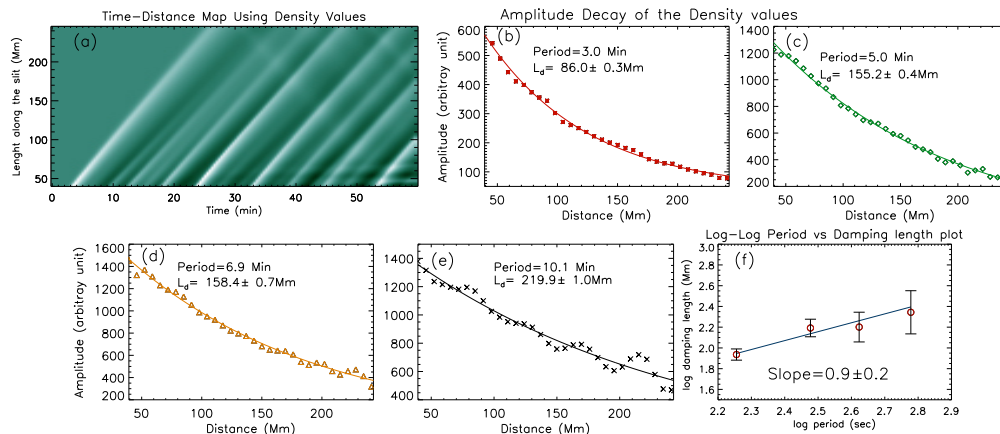 Time-Distance Map Using Density Values
Amplitude Decay of the Density values
(a)
Lenght along the slit (Mm)
240
200
150
100
50
0
10
20
30
40
50
Time (min)
(b)
Period=3.0 Min
L_d = 86.0± 0.3Mm
Amplitude (arbitray unit)
600
500
400
300
200
100
50
100
150
200
Distance (Mm)
(c)
Period=5.0 Min
L_d = 155.2± 0.4Mm
1400
1200
1000
800
600
400
200
50
100
150
200
Distance (Mm)
(d)
Period=6.9 Min
L_d = 158.4± 0.7Mm
Amplitude (arbitray unit)
1600
1400
1200
1000
800
600
400
200
50
100
150
200
Distance (Mm)
(e)
Period=10.1 Min
L_d = 219.9± 1.0Mm
1400
1200
1000
800
600
400
50
100
150
200
Distance (Mm)
Log-Log Period vs Damping length plot
(f)
log damping length (Mm)
3.0
2.9
2.6
2.4
2.2
2.0
1.8
1.6
Slope=0.9±0.2
2.2
2.3
2.4
2.5
2.6
2.7
2.8
2.9
log period (sec)